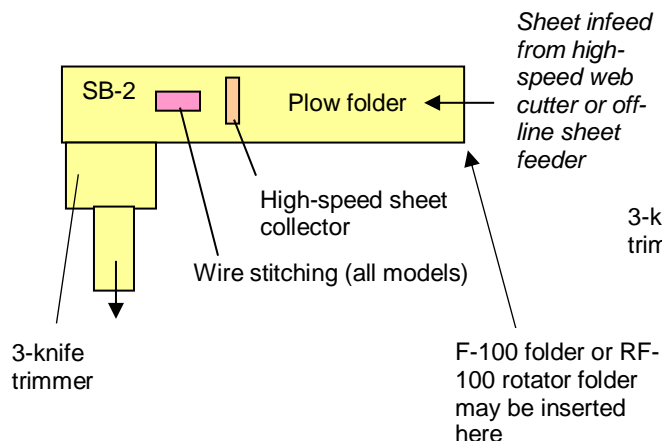 Sheet infeed
from high-
speed web
cutter or off-
line sheet
feeder
SB-2
Plow folder
High-speed sheet
collector
Wire stitching (all models)
3-knife
trimmer
F-100 folder or RF-
100 rotator folder
may be inserted
here